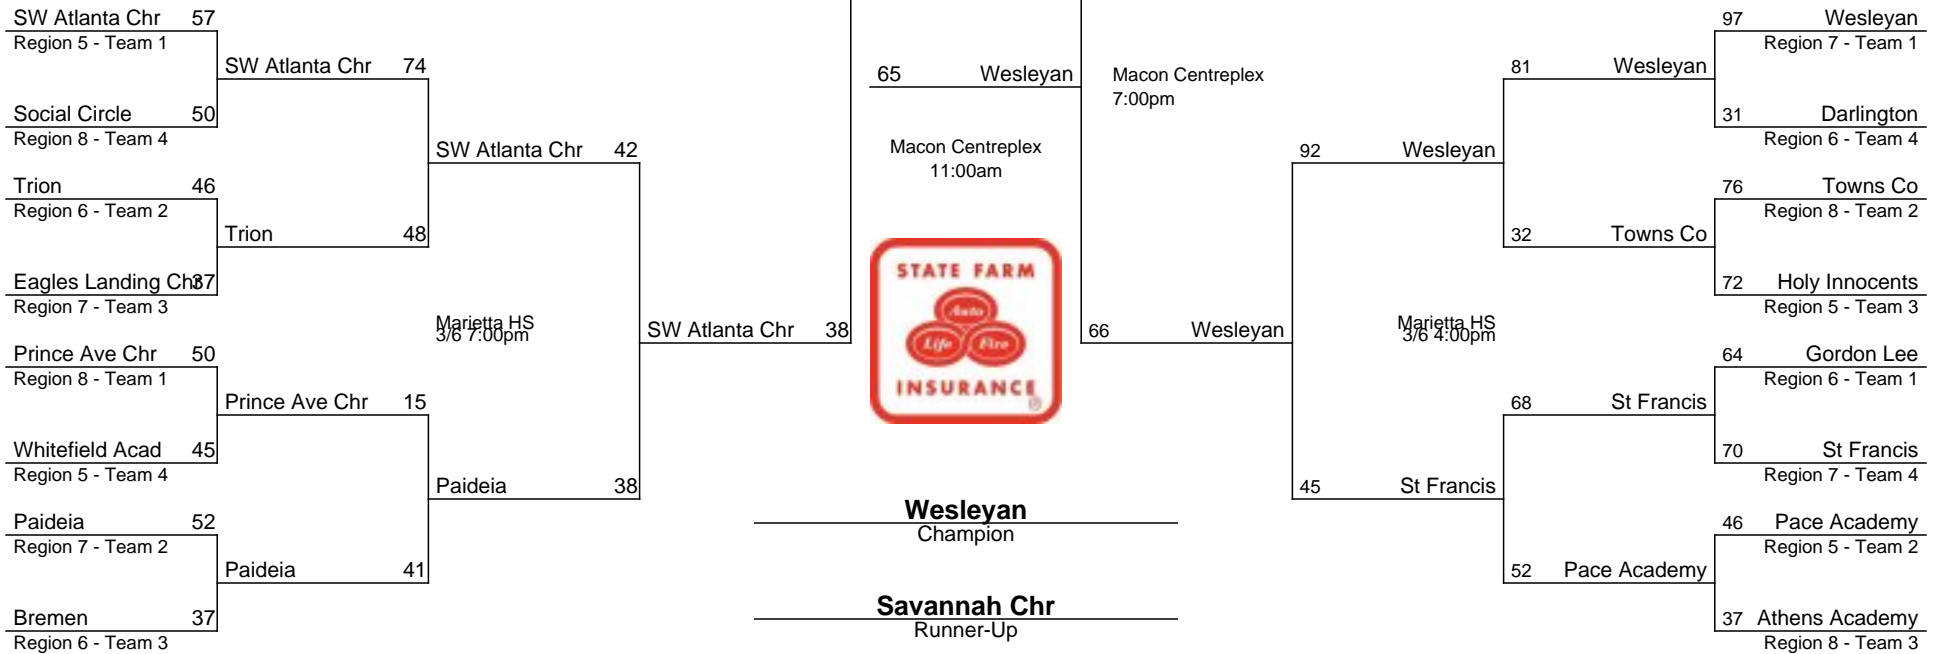 SW Atlanta Chr 57
Region 5 - Team 1
SW Atlanta Chr 74
Social Circle 50
Region 8 - Team 4
SW Atlanta Chr 42
Trion 46
Region 6 - Team 2
Trion 48
Eagles Landing Chr 37
Region 7 - Team 3
Marietta HS
3/6 7:00pm
SW Atlanta Chr 38
Prince Ave Chr 50
Region 8 - Team 1
Prince Ave Chr 15
Whitefield Acad 45
Region 5 - Team 4
Paideia 38
Paideia 52
Region 7 - Team 2
Paideia 41
Bremen 37
Region 6 - Team 3
65 Wesleyan
Macon Centreplex
11:00am
Macon Centreplex
7:00pm
STATE FARM
Auto
Life Fire
INSURANCE
®
Wesleyan
Champion
Savannah Chr
Runner-Up
97 Wesleyan
Region 7 - Team 1
81 Wesleyan
31 Darlington
Region 6 - Team 4
92 Wesleyan
76 Towns Co
Region 8 - Team 2
32 Towns Co
72 Holy Innocents
Region 5 - Team 3
66 Wesleyan
Marietta HS
3/6 4:00pm
64 Gordon Lee
Region 6 - Team 1
68 St Francis
70 St Francis
Region 7 - Team 4
45 St Francis
46 Pace Academy
Region 5 - Team 2
52 Pace Academy
37 Athens Academy
Region 8 - Team 3